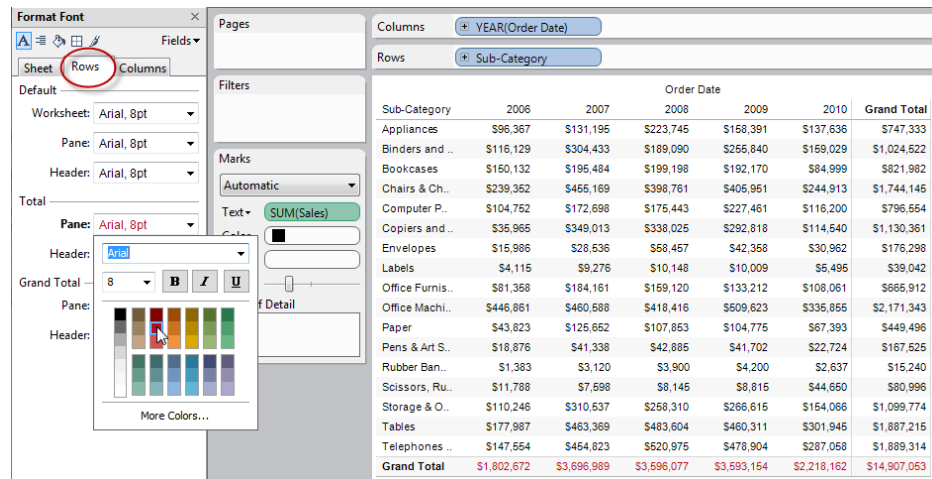 Format Font ×
A Fields
Sheet Rows Columns
Default
Worksheet: Arial, 8pt
Pane: Arial, 8pt
Header: Arial, 8pt
Total
Pane: Arial, 8pt
Header: Arial
Grand Total 8 B I U
Pane:
Header:
More Colors...
Pages
Filters
Marks
Automatic
Text SUM(Sales)
f Detail
Columns YEAR(Order Date)
Rows Sub-Category
Order Date
Sub-Category 2006 2007 2008 2009 2010 Grand Total
Appliances $96,367 $131,195 $223,745 $158,391 $137,636 $747,333
Binders and .. $116,129 $304,433 $189,090 $255,840 $159,029 $1,024,522
Bookcases $150,132 $195,484 $199,198 $192,170 $84,999 $821,982
Chairs & Ch.. $239,352 $455,169 $398,761 $405,951 $244,913 $1,744,145
Computer P.. $104,752 $172,698 $175,443 $227,461 $116,200 $796,554
Copiers and .. $35,965 $349,013 $338,025 $292,818 $114,540 $1,130,361
Envelopes $15,986 $28,536 $58,457 $42,358 $30,962 $176,298
Labels $4,115 $9,276 $10,148 $10,009 $5,495 $39,042
Office Furnis.. $81,358 $184,161 $159,120 $133,212 $108,061 $665,912
Office Machi.. $446,861 $460,588 $418,416 $509,623 $335,855 $2,171,343
Paper $43,823 $125,652 $107,853 $104,775 $67,393 $449,496
Pens & Art S.. $18,876 $41,338 $42,885 $41,702 $22,724 $167,525
Rubber Ban.. $1,383 $3,120 $3,900 $4,200 $2,637 $15,240
Scissors, Ru.. $11,788 $7,598 $8,145 $8,815 $44,650 $80,996
Storage & O.. $110,246 $310,537 $258,310 $266,615 $154,066 $1,099,774
Tables $177,987 $463,369 $483,604 $460,311 $301,945 $1,887,215
Telephones .. $147,554 $454,823 $520,975 $478,904 $287,058 $1,889,314
Grand Total $1,802,672 $3,696,989 $3,596,077 $3,593,154 $2,218,162 $14,907,053